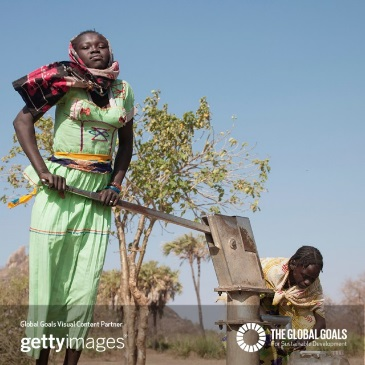 Global Goals Visual Content Partner
gettyimages
THE GLOBAL GOALS
For Sustainable Development